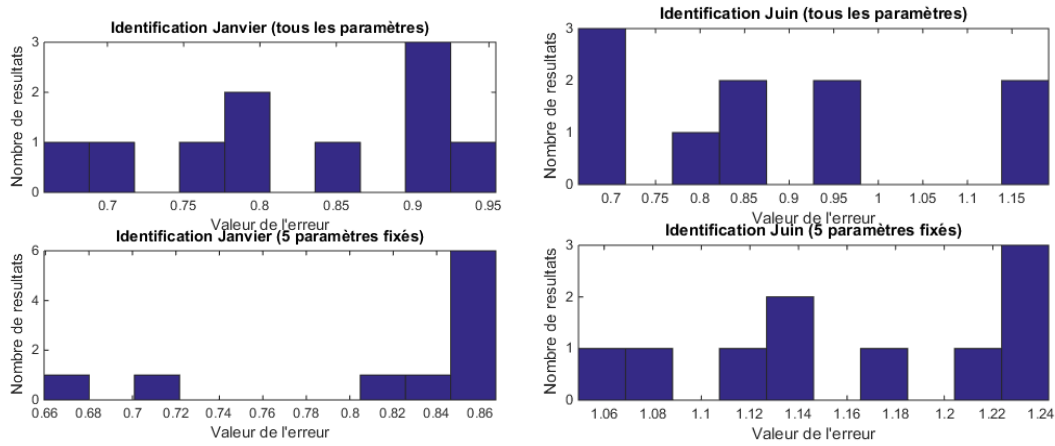 Identification Janvier (tous les paramètres)
Nombre de resultats
3
2
1
0
0.7 0.75 0.8 0.85 0.9 0.95
Valeur de l'erreur
Identification Juin (tous les paramètres)
Nombre de resultats
3
2
1
0
0.7 0.75 0.8 0.85 0.9 0.95 1 1.05 1.1 1.15
Valeur de l'erreur
Identification Janvier (5 paramètres fixés)
Nombre de resultats
6
4
2
0
0.66 0.68 0.7 0.72 0.74 0.76 0.78 0.8 0.82 0.84 0.86
Valeur de l'erreur
Identification Juin (5 paramètres fixés)
Nombre de resultats
3
2
1
0
1.06 1.08 1.1 1.12 1.14 1.16 1.18 1.2 1.22 1.24
Valeur de l'erreur